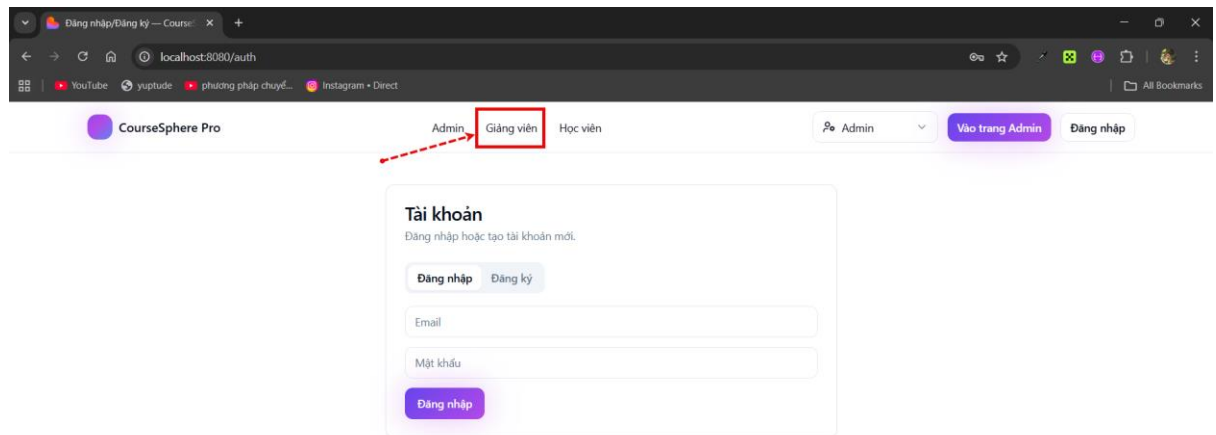 Đăng nhập/Đăng ký — Course
localhost:8080/auth
YouTube yuptude phương pháp chuyể... Instagram • Direct All Bookmarks
CourseSphere Pro Admin Giảng viên Học viên Admin Vào trang Admin Đăng nhập
Tài khoản
Đăng nhập hoặc tạo tài khoản mới.
Đăng nhập Đăng ký
Email
Mật khẩu
Đăng nhập